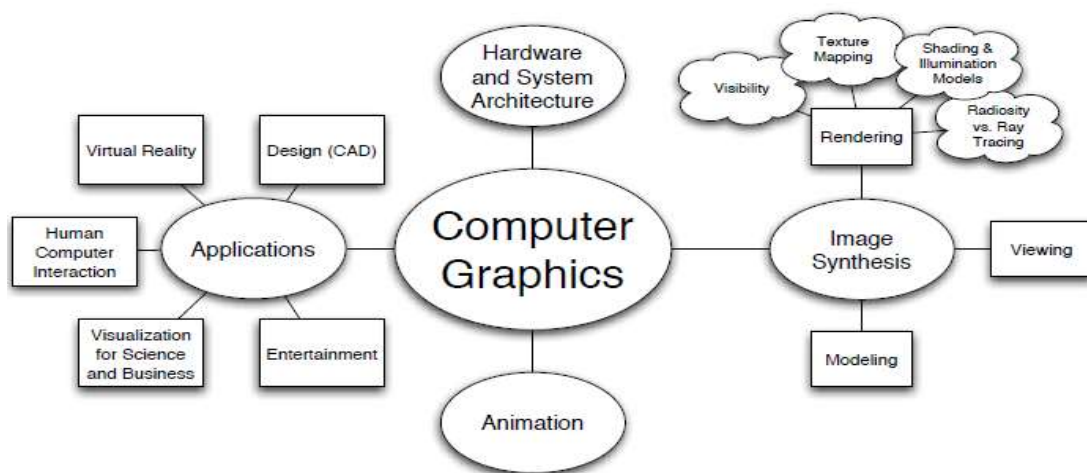 Hardware
and System
Architecture
Texture
Mapping
Shading &
Illumination
Models
Visibility
Radiosity
vs. Ray
Tracing
Rendering
Virtual Reality
Design (CAD)
Human
Computer
Interaction
Applications
Computer
Graphics
Image
Synthesis
Viewing
Visualization
for Science
and Business
Entertainment
Modeling
Animation